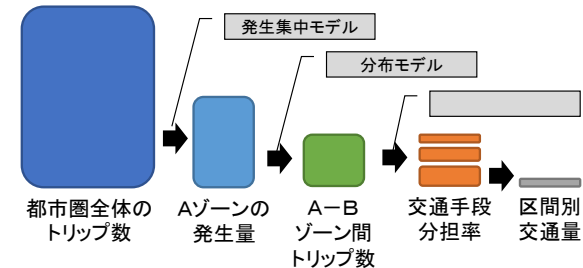 発生集中モデル
分布モデル
都市圏全体の
トリップ数
Aゾーンの
発生量
A－B
ゾーン間
トリップ数
交通手段
分担率
区間別
交通量